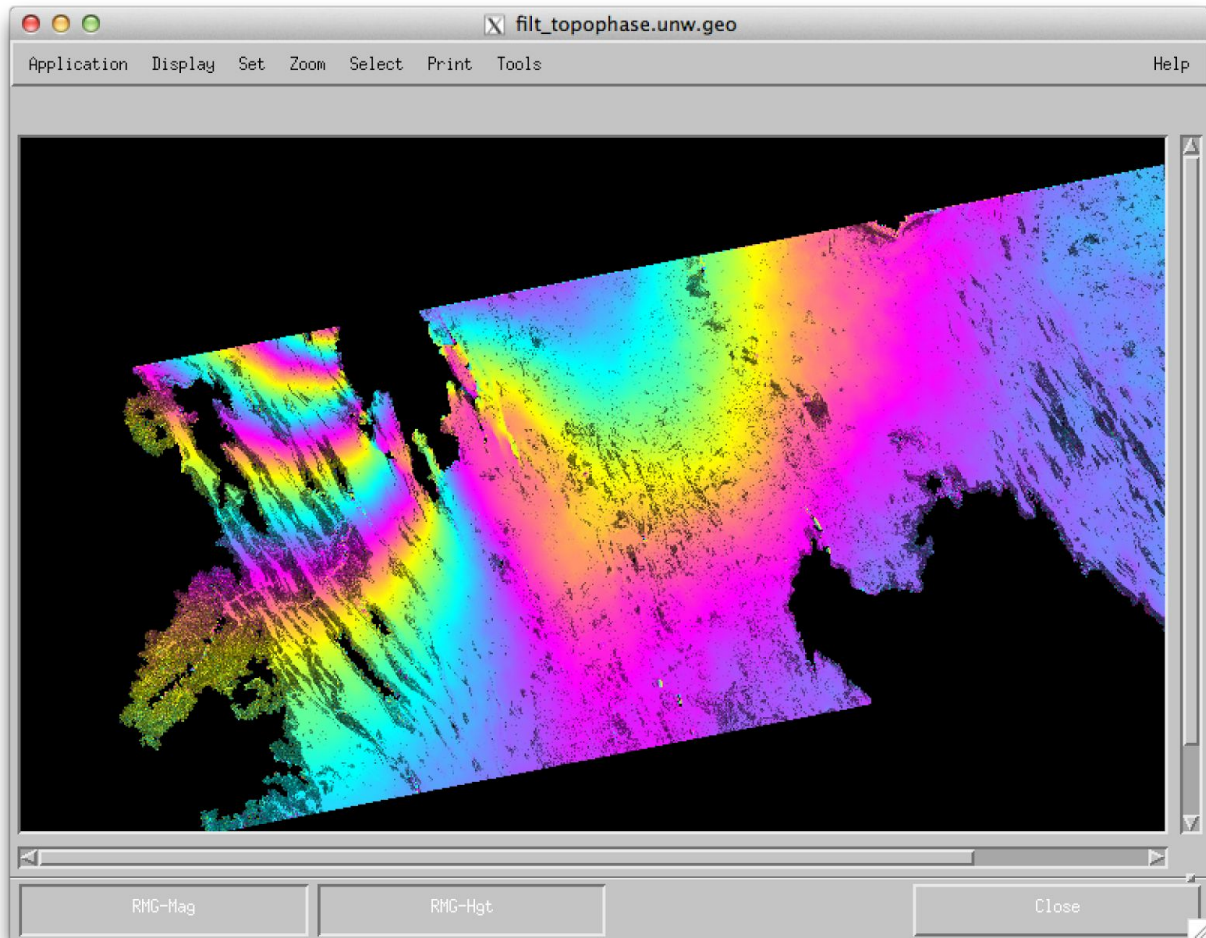 X filt_topophase.unw.geo
Application Display Set Zoom Select Print Tools Help
RMG-Mag RMG-Hgt Close